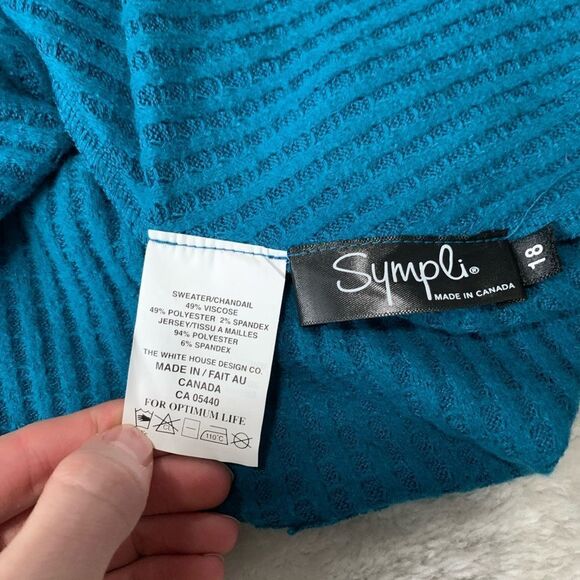 SWEATER/CHANDAIL
49% VISCOSE
49% POLYESTER 2% SPANDEX
JERSEY/TISSU A MAILLES
94% POLYESTER
6% SPANDEX
THE WHITE HOUSE DESIGN CO.
MADE IN / FAIT AU
CANADA
CA 05440
FOR OPTIMUM LIFE
CL 110°C
Sympli®
MADE IN CANADA
18